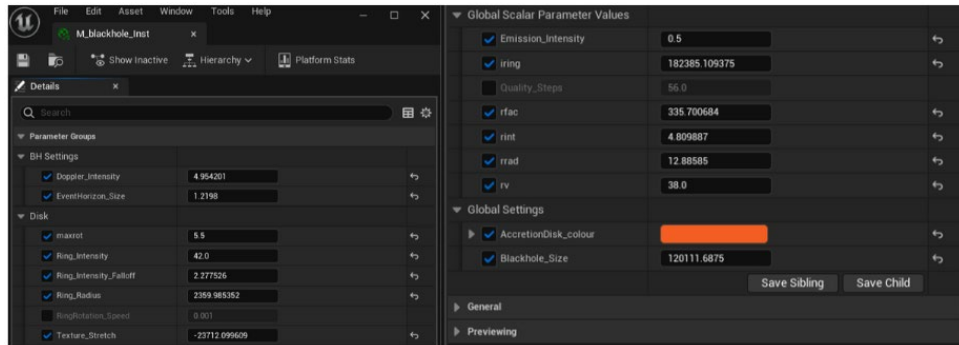 File Edit Asset Window Tools Help
M_blackhole_Inst
Show Inactive Hierarchy Platform Stats
Details
Search
Parameter Groups
BH Settings
Doppler_Intensity 4.954201
EventHorizon_Size 1.2198
Disk
maxrot 5.5
Ring_Intensity 42.0
Ring_Intensity_Falloff 2.277526
Ring_Radius 2359.985352
RingRotation_Speed 0.001
Texture_Stretch -23712.099609
Global Scalar Parameter Values
Emission_Intensity 0.5
iring 182385.109375
Quality_Steps 56.0
rfac 335.700684
rint 4.809887
rrad 12.88585
rv 38.0
Global Settings
AccretionDisk_colour
Blackhole_Size 120111.6875
Save Sibling Save Child
General
Previewing